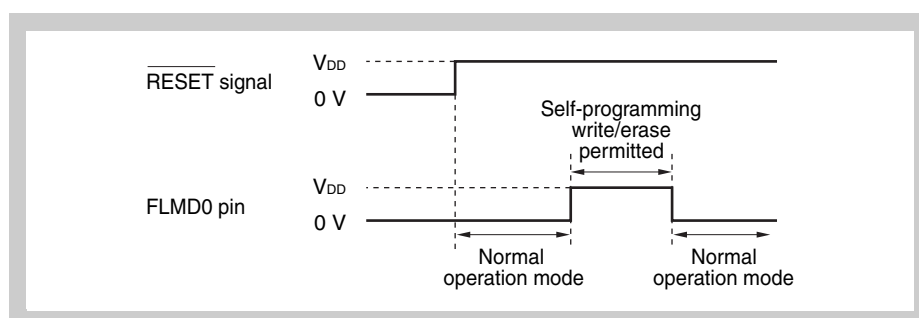 RESET signal
VDD
0 V
Self-programming
write/erase
permitted
FLMD0 pin
VDD
0 V
Normal
operation mode
Normal
operation mode